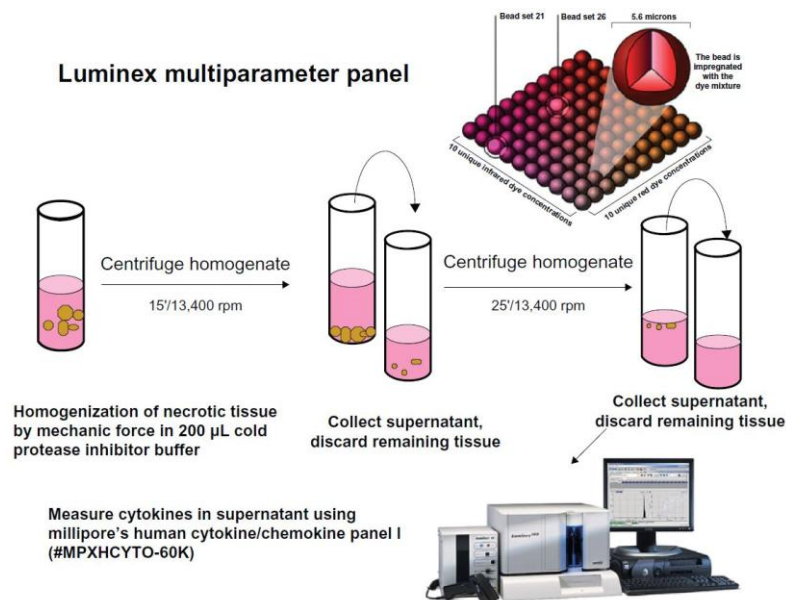 Luminex multiparameter panel
Bead set 21
Bead set 26
5.6 microns
The bead is
impregnated
with the
dye mixture
10 unique infrared dye concentrations
10 unique red dye concentrations
Centrifuge homogenate
15'/13,400 rpm
Centrifuge homogenate
25'/13,400 rpm
Homogenization of necrotic tissue
by mechanic force in 200 µL cold
protease inhibitor buffer
Collect supernatant,
discard remaining tissue
Collect supernatant,
discard remaining tissue
Measure cytokines in supernatant using
millipore's human cytokine/chemokine panel I
(#MPXHCYTO-60K)